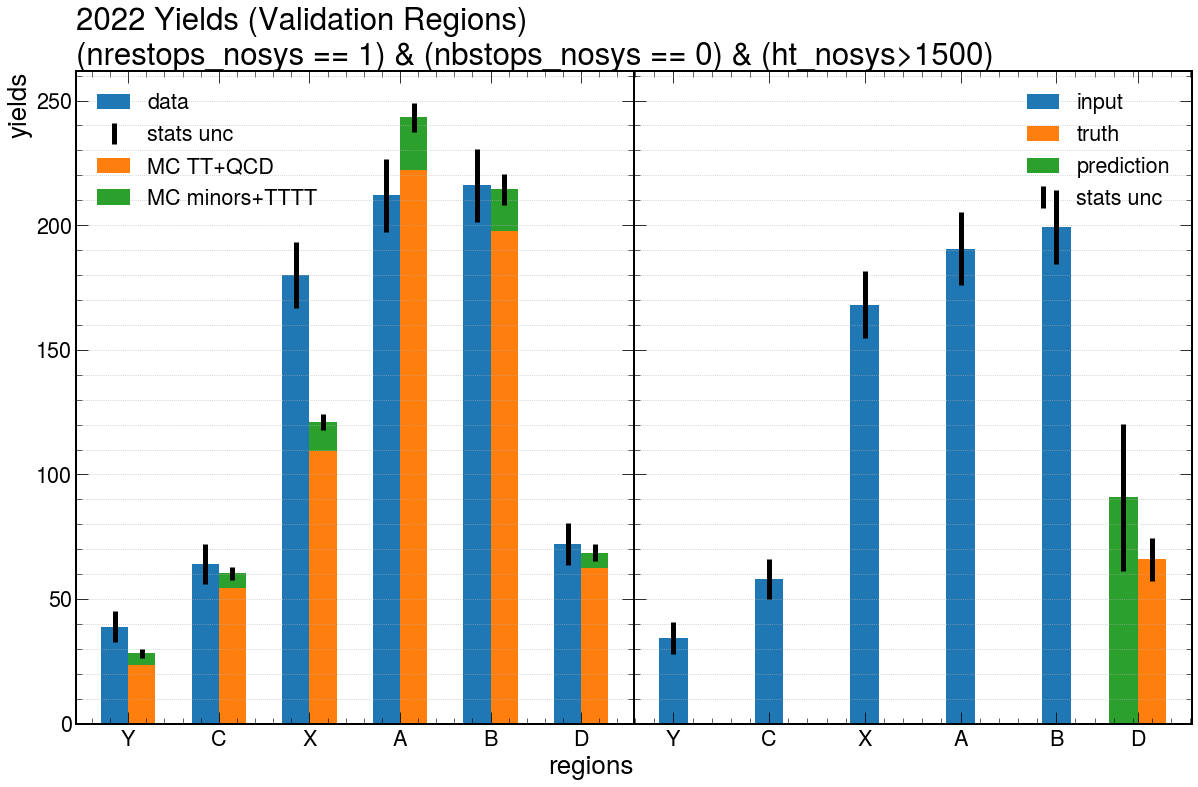 2022 Yields (Validation Regions)
(nrestops_nosys == 1) & (nbstops_nosys == 0) & (ht_nosys>1500)
yields
250
200
150
100
50
0
data
stats unc
MC TT+QCD
MC minors+TTTT
input
truth
prediction
stats unc
Y C X A B D
Y C X A B D
regions